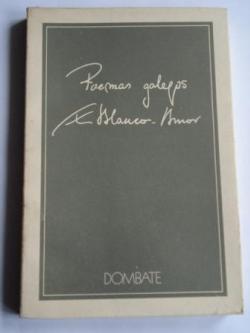 Poemas galegos
E. Blanco-Amor
DOMBATE